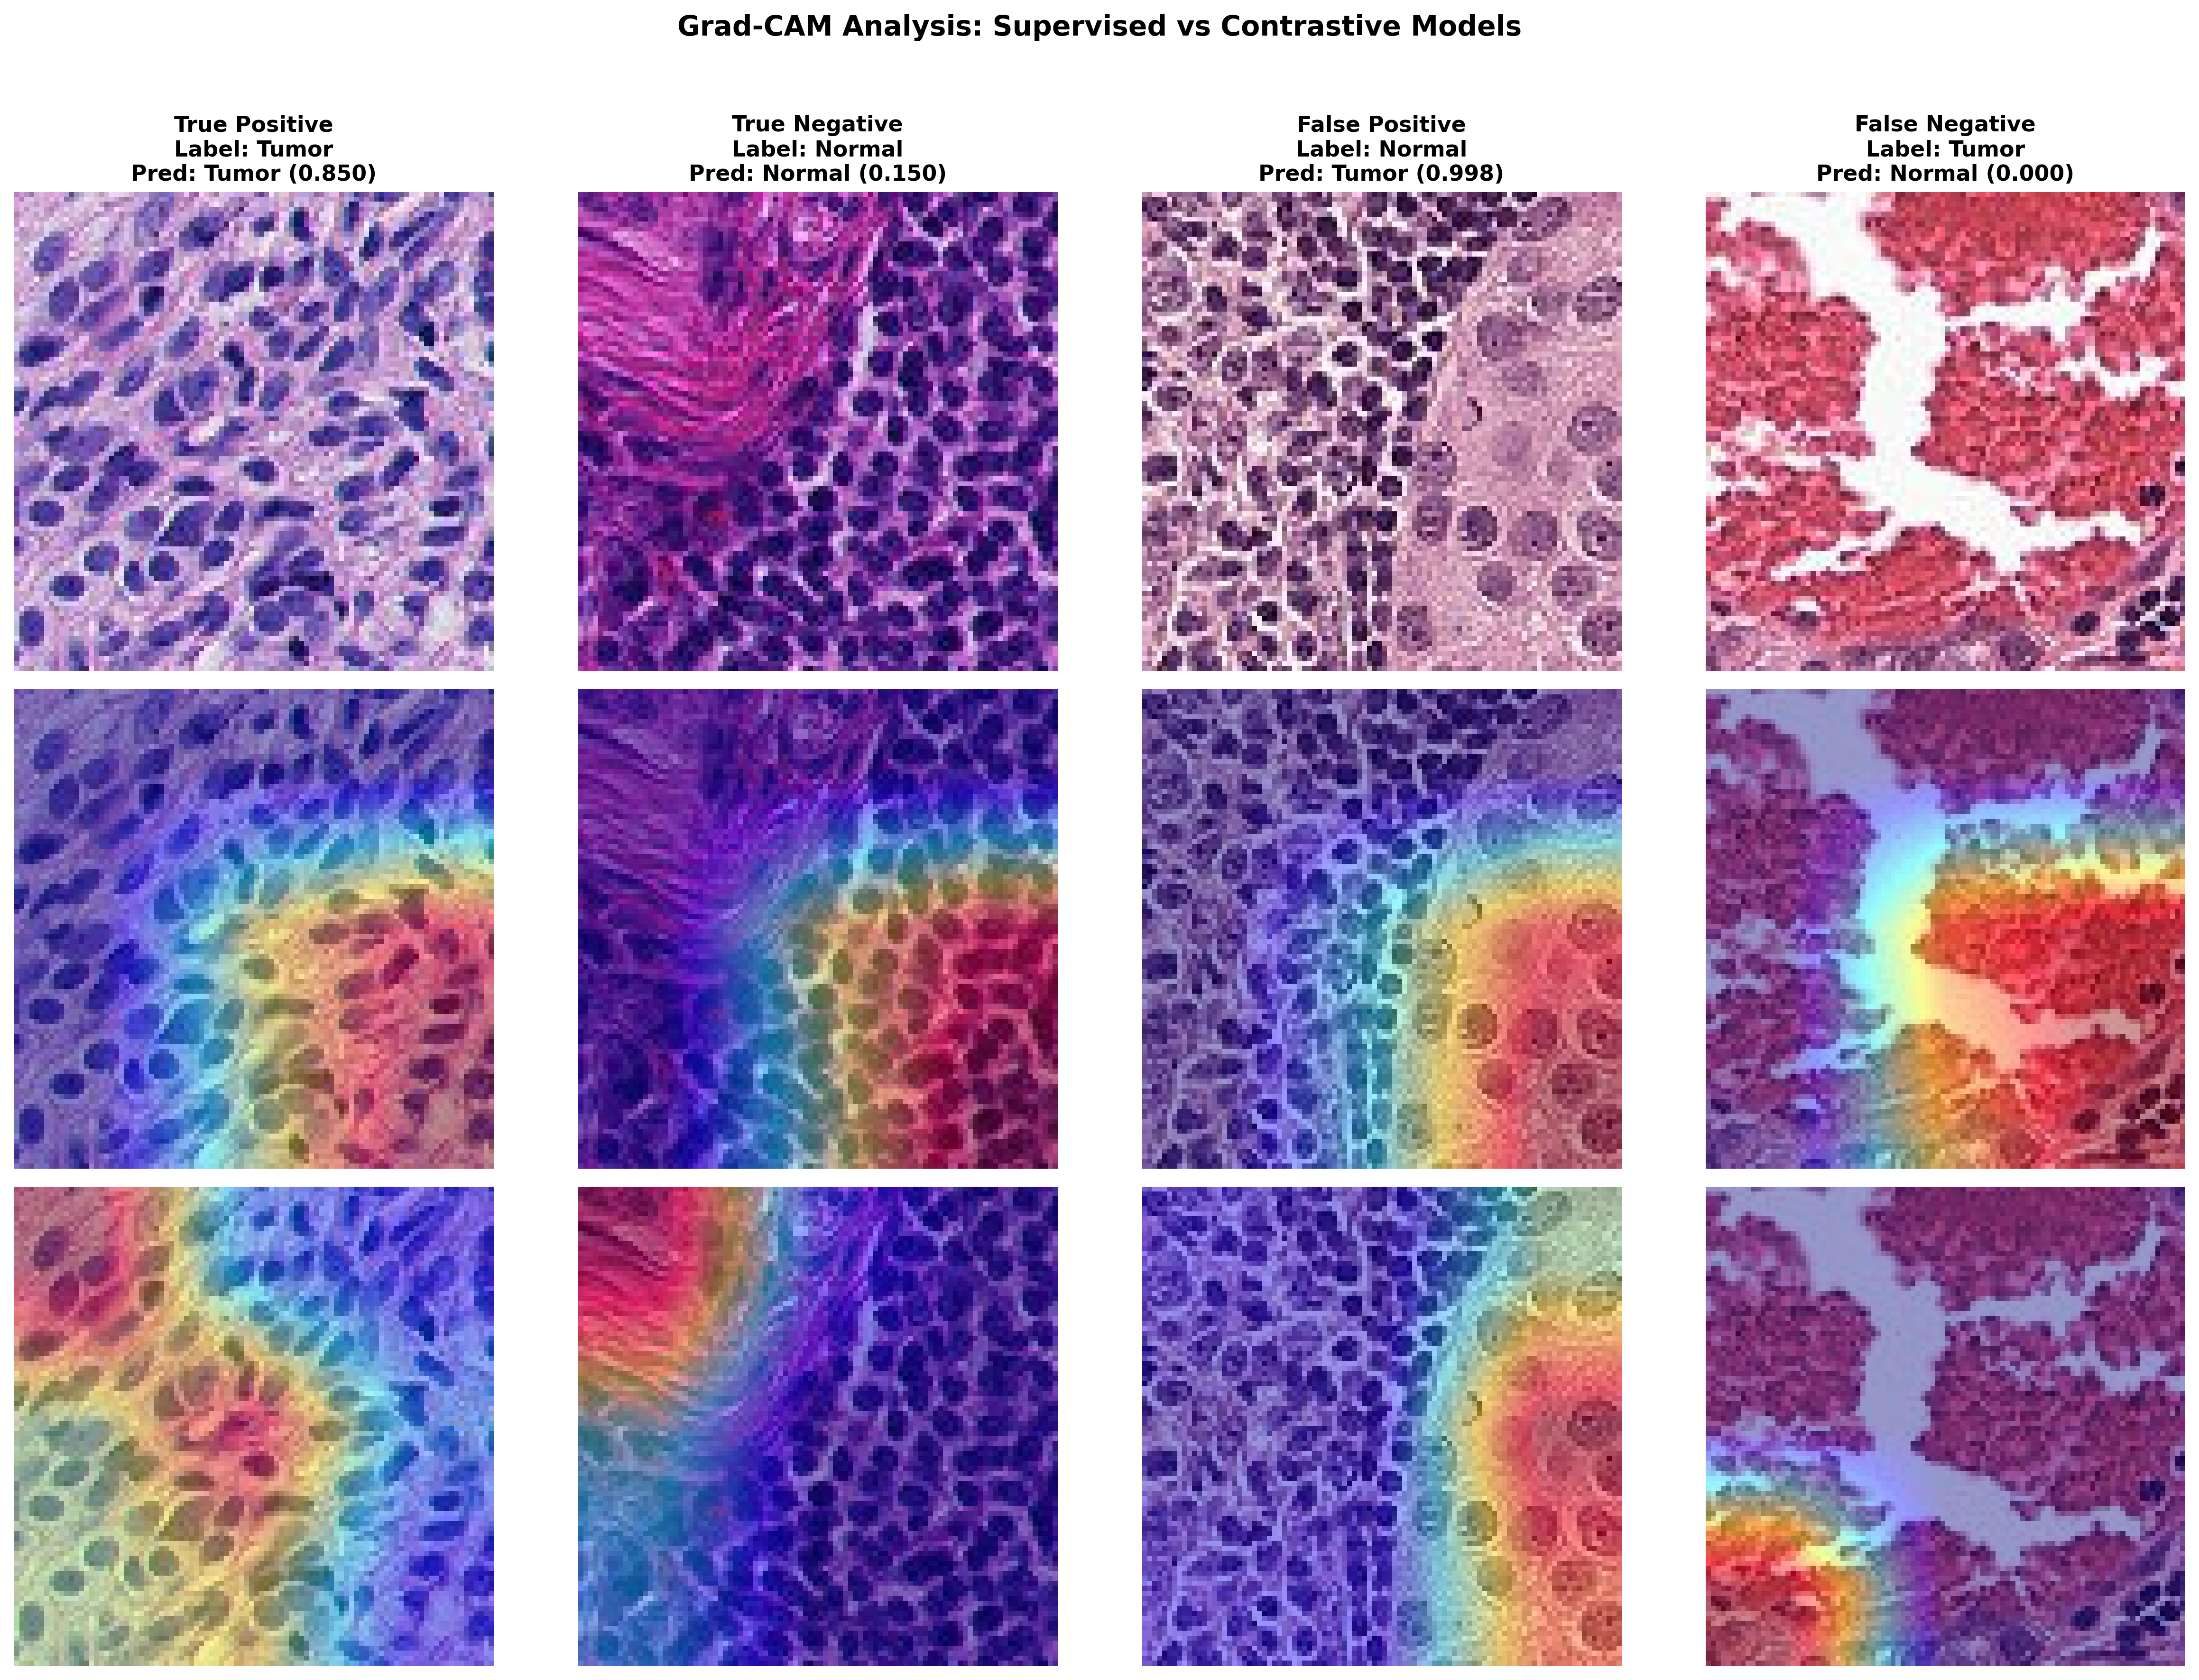 Grad-CAM Analysis: Supervised vs Contrastive Models
True Positive
Label: Tumor
Pred: Tumor (0.850)
True Negative
Label: Normal
Pred: Normal (0.150)
False Positive
Label: Normal
Pred: Tumor (0.998)
False Negative
Label: Tumor
Pred: Normal (0.000)